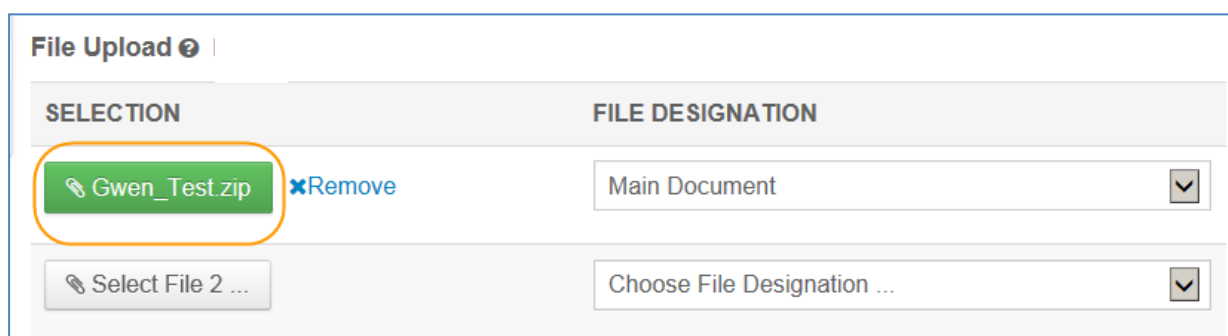 File Upload
SELECTION FILE DESIGNATION
Gwen_Test.zip Remove Main Document
Select File 2 ... Choose File Designation ...